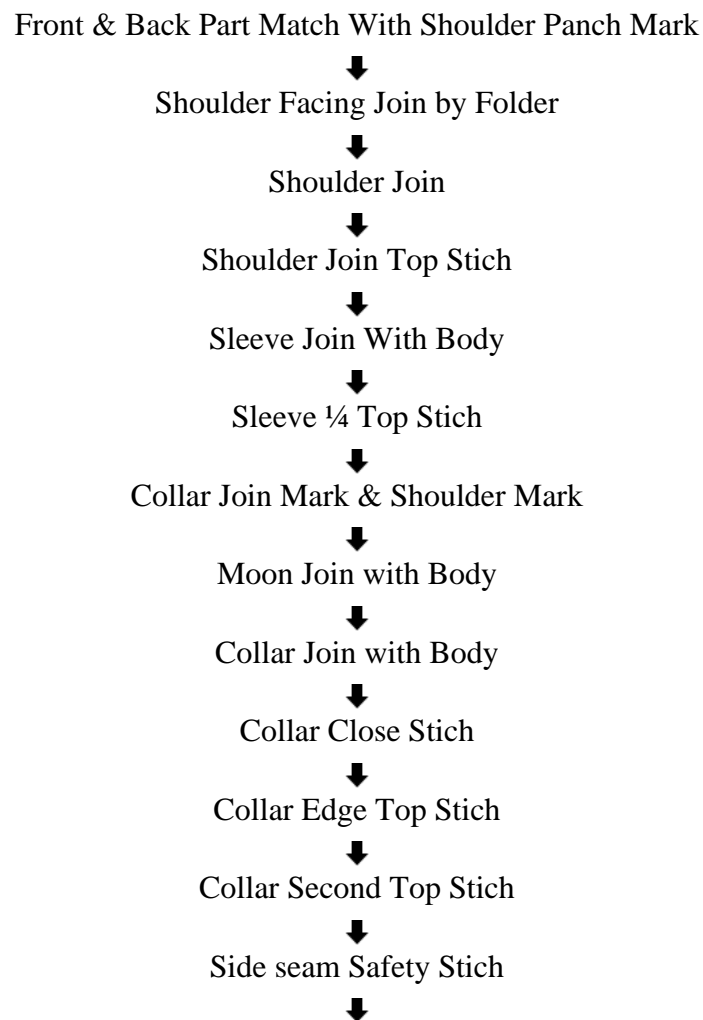 Front & Back Part Match With Shoulder Panch Mark
Shoulder Facing Join by Folder
Shoulder Join
Shoulder Join Top Stich
Sleeve Join With Body
Sleeve ¼ Top Stich
Collar Join Mark & Shoulder Mark
Moon Join with Body
Collar Join with Body
Collar Close Stich
Collar Edge Top Stich
Collar Second Top Stich
Side seam Safety Stich